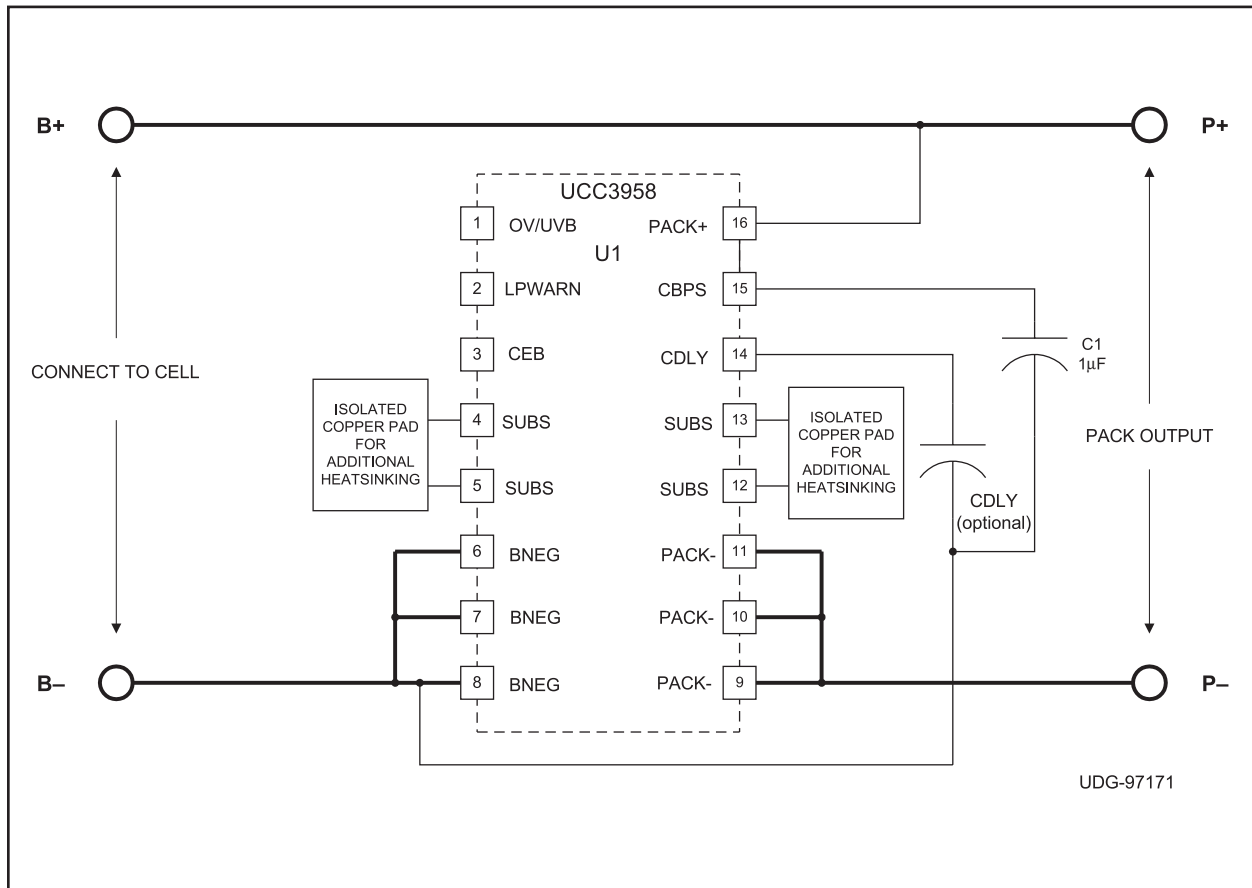 B+
P+
UCC3958
U1
1
OV/UVB
PACK+
16
2
LPWARN
CBPS
15
3
CEB
CDLY
14
C1
1µF
CONNECT TO CELL
ISOLATED
COPPER PAD
FOR
ADDITIONAL
HEATSINKING
4
SUBS
SUBS
13
ISOLATED
COPPER PAD
FOR
ADDITIONAL
HEATSINKING
PACK OUTPUT
5
SUBS
SUBS
12
CDLY
(optional)
6
BNEG
PACK-
11
7
BNEG
PACK-
10
B–
8
BNEG
PACK-
9
P–
UDG-97171